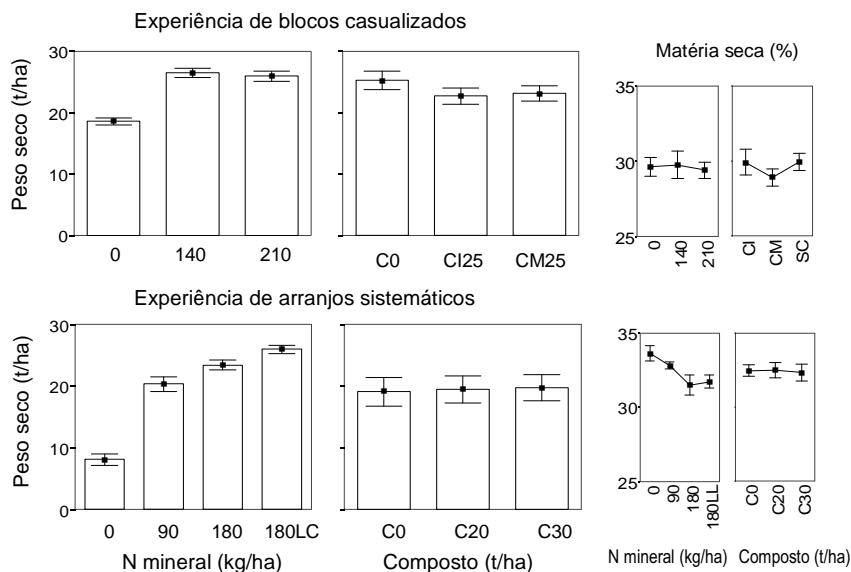 Experiência de blocos casualizados
Peso seco (t/ha)
30
20
10
0
0 140 210
C0 CI25 CM25
Matéria seca (%)
35
30
25
0 140 210
CI CM SC
Experiência de arranjos sistemáticos
Peso seco (t/ha)
30
20
10
0
0 90 180 180LC
N mineral (kg/ha)
C0 C20 C30
Composto (t/ha)
35
30
25
0 90 180 180LL
N mineral (kg/ha)
C0 C20 C30
Composto (t/ha)